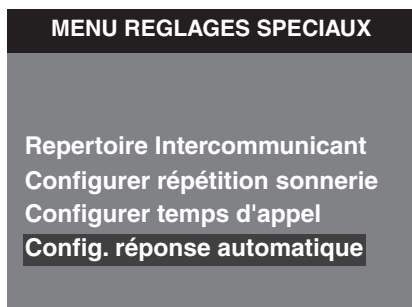 MENU REGLAGES SPECIAUX
Repertoire Intercommunicant
Configurer répétition sonnerie
Configurer temps d'appel
Config. réponse automatique